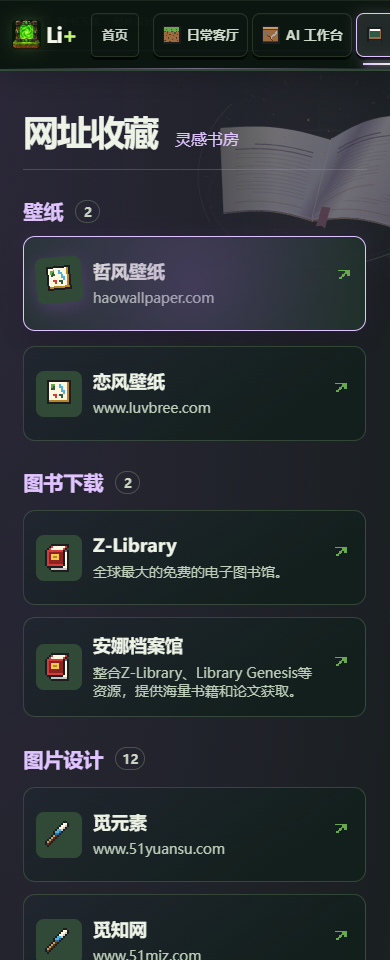 Li+
首页
日常客厅
AI 工作台
网址收藏
灵感书房
壁纸 2
哲风壁纸
haowallpaper.com
恋风壁纸
www.luvbree.com
图书下载 2
Z-Library
全球最大的免费的电子图书馆。
安娜档案馆
整合Z-Library、Library Genesis等
资源，提供海量书籍和论文获取。
图片设计 12
觅元素
www.51yuansu.com
觅知网
www.51miz.com